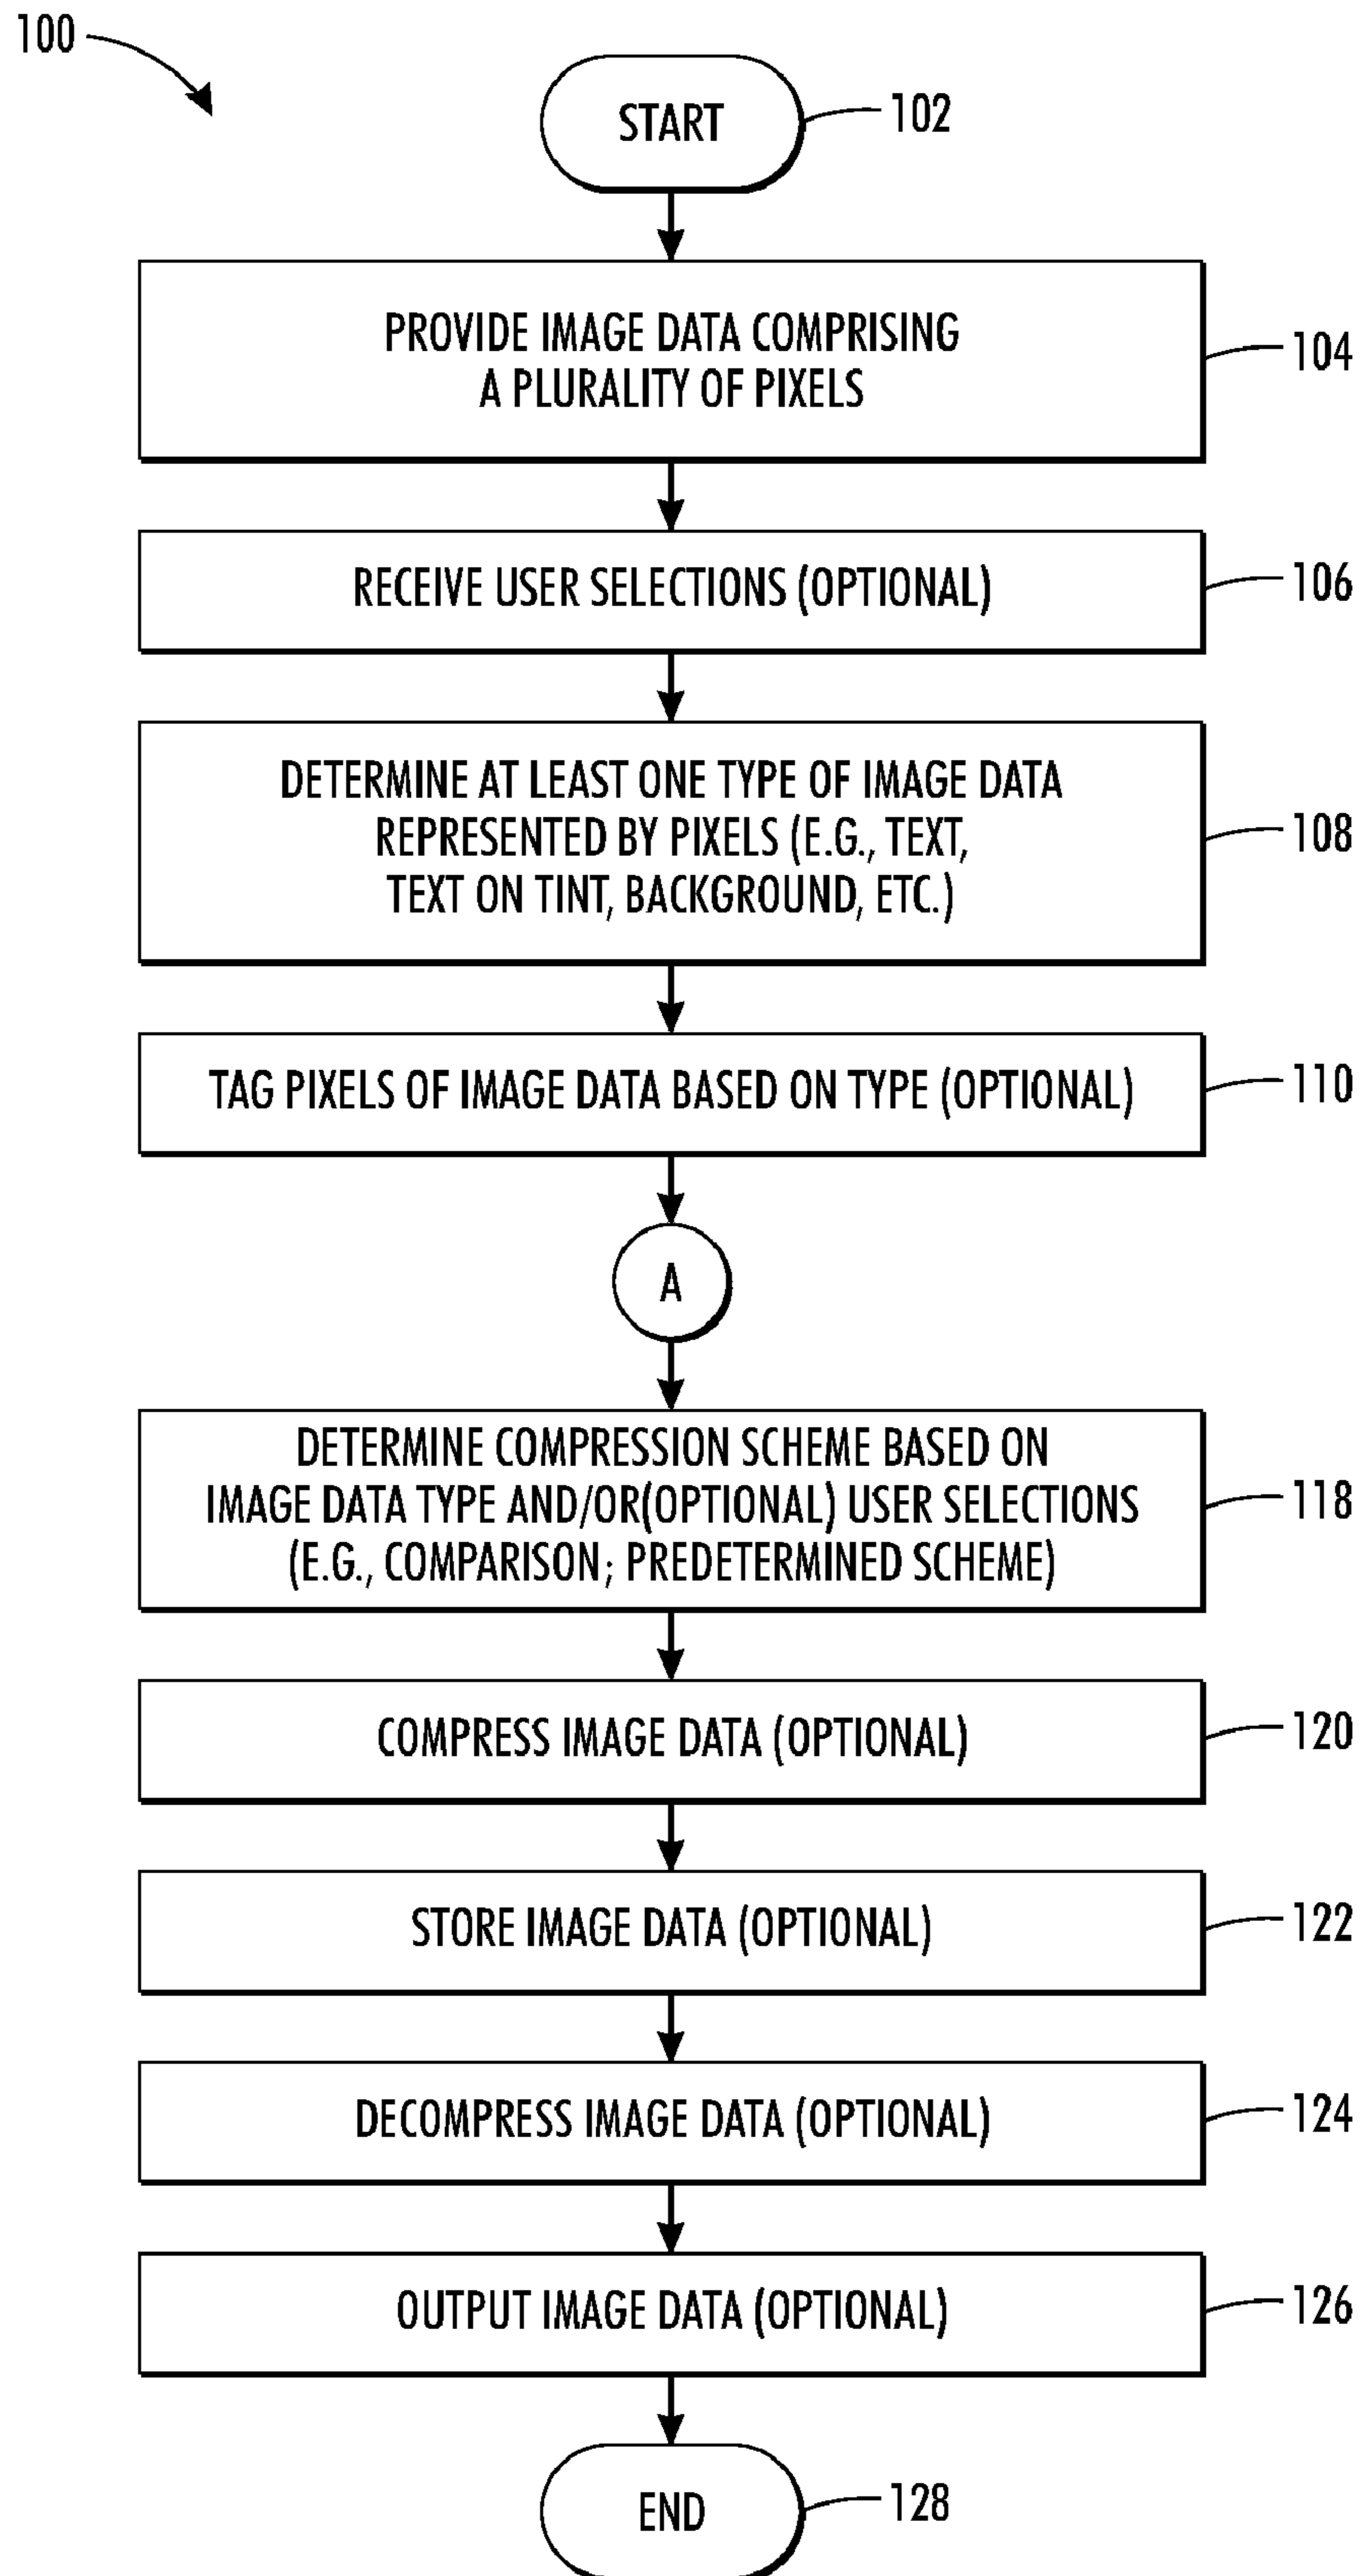 100
START
102
PROVIDE IMAGE DATA COMPRISING
A PLURALITY OF PIXELS
104
RECEIVE USER SELECTIONS (OPTIONAL)
106
DETERMINE AT LEAST ONE TYPE OF IMAGE DATA
REPRESENTED BY PIXELS (E.G., TEXT,
TEXT ON TINT, BACKGROUND, ETC.)
108
TAG PIXELS OF IMAGE DATA BASED ON TYPE (OPTIONAL)
110
A
DETERMINE COMPRESSION SCHEME BASED ON
IMAGE DATA TYPE AND/OR(OPTIONAL) USER SELECTIONS
(E.G., COMPARISON; PREDETERMINED SCHEME)
118
COMPRESS IMAGE DATA (OPTIONAL)
120
STORE IMAGE DATA (OPTIONAL)
122
DECOMPRESS IMAGE DATA (OPTIONAL)
124
OUTPUT IMAGE DATA (OPTIONAL)
126
END
128